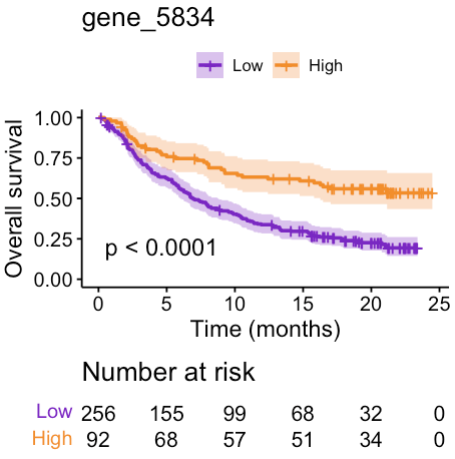 gene_5834
Low High
Overall survival
1.00
0.75
0.50
0.25
0.00
p < 0.0001
0 5 10 15 20 25
Time (months)
Number at risk
Low 256 155 99 68 32 0
High 92 68 57 51 34 0